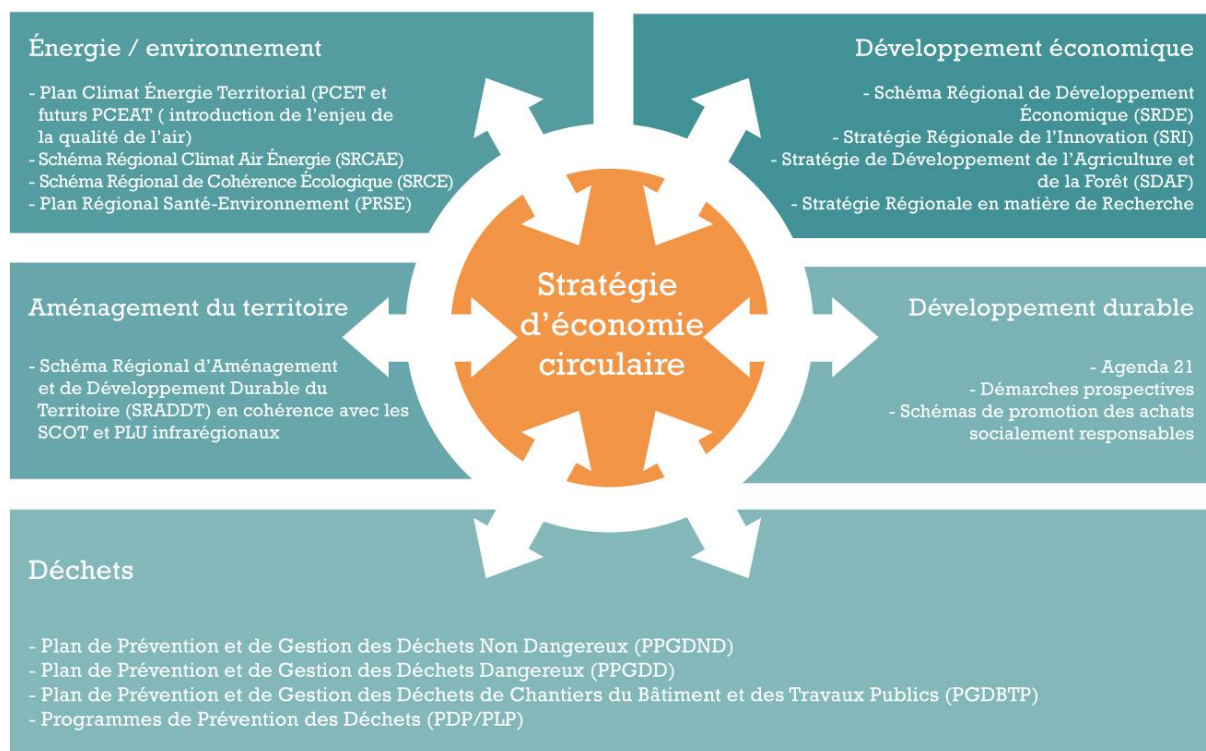 Énergie / environnement
- Plan Climat Énergie Territorial (PCET et
futurs PCEAT ( introduction de l'enjeu de
la qualité de l'air)
- Schéma Régional Climat Air Énergie (SRCAE)
- Schéma Régional de Cohérence Écologique (SRCE)
- Plan Régional Santé-Environnement (PRSE)
Développement économique
- Schéma Régional de Développement
Économique (SRDE)
- Stratégie Régionale de l'Innovation (SRI)
- Stratégie de Développement de l'Agriculture et
de la Forêt (SDAF)
- Stratégie Régionale en matière de Recherche
Aménagement du territoire
- Schéma Régional d'Aménagement
et de Développement Durable du
Territoire (SRADDT) en cohérence avec les
SCOT et PLU infrarégionaux
Stratégie
d'économie
circulaire
Développement durable
- Agenda 21
- Démarches prospectives
- Schémas de promotion des achats
socialement responsables
Déchets
- Plan de Prévention et de Gestion des Déchets Non Dangereux (PPGDND)
- Plan de Prévention et de Gestion des Déchets Dangereux (PPGDD)
- Plan de Prévention et de Gestion des Déchets de Chantiers du Bâtiment et des Travaux Publics (PGDBTP)
- Programmes de Prévention des Déchets (PDP/PLP)